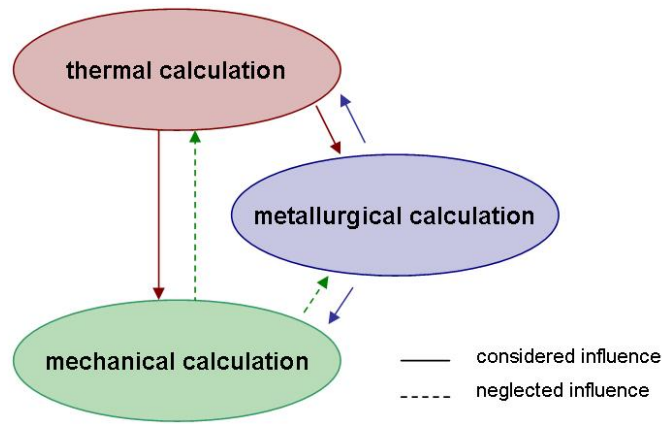 thermal calculation
metallurgical calculation
mechanical calculation
considered influence
neglected influence